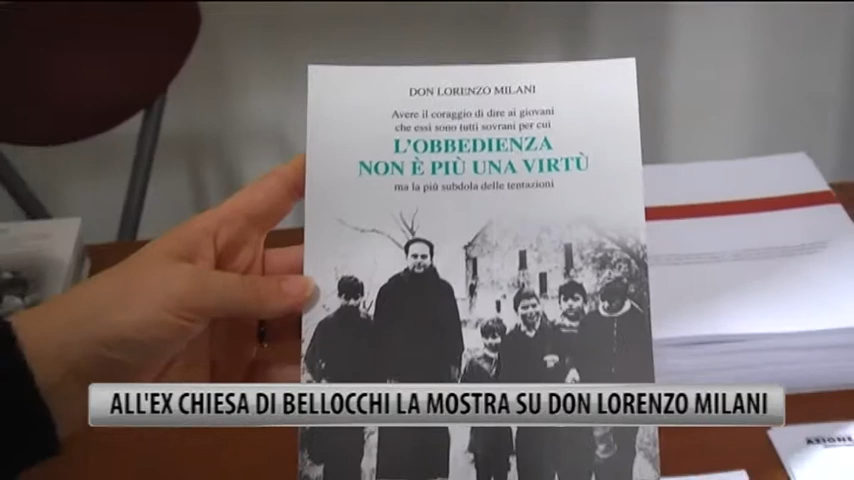 DON LORENZO MILANI
Avere il coraggio di dire ai giovani
che essi sono tutti sovrani per cui
L'OBBEDIENZA
NON È PIÙ UNA VIRTÙ
ma la più subdola delle tentazioni
ALL'EX CHIESA DI BELLOCCHI LA MOSTRA SU DON LORENZO MILANI
AZIONE